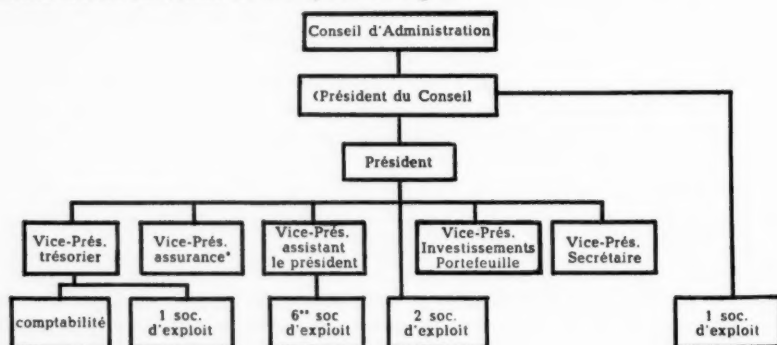 Conseil d'Administration
(Président du Conseil
Président
Vice-Prés.
trésorier
Vice-Prés.
assurance*
Vice-Prés.
assistant
le président
Vice-Prés.
Investissements
Portefeuille
Vice-Prés.
Secrétaire
comptabilité
1 soc.
d'exploit
6** soc
d'exploit
2 soc.
d'exploit
1 soc.
d'exploit